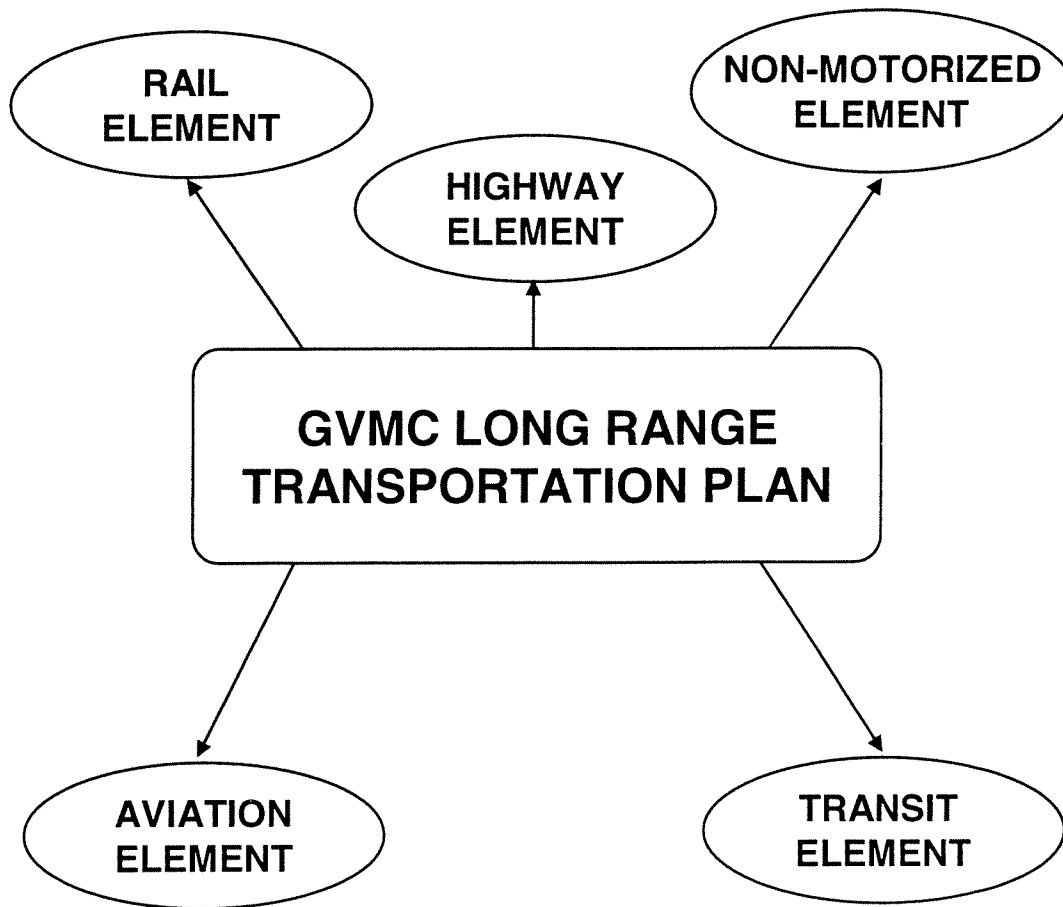 RAIL
ELEMENT
NON-MOTORIZED
ELEMENT
HIGHWAY
ELEMENT
GVMC LONG RANGE
TRANSPORTATION PLAN
AVIATION
ELEMENT
TRANSIT
ELEMENT